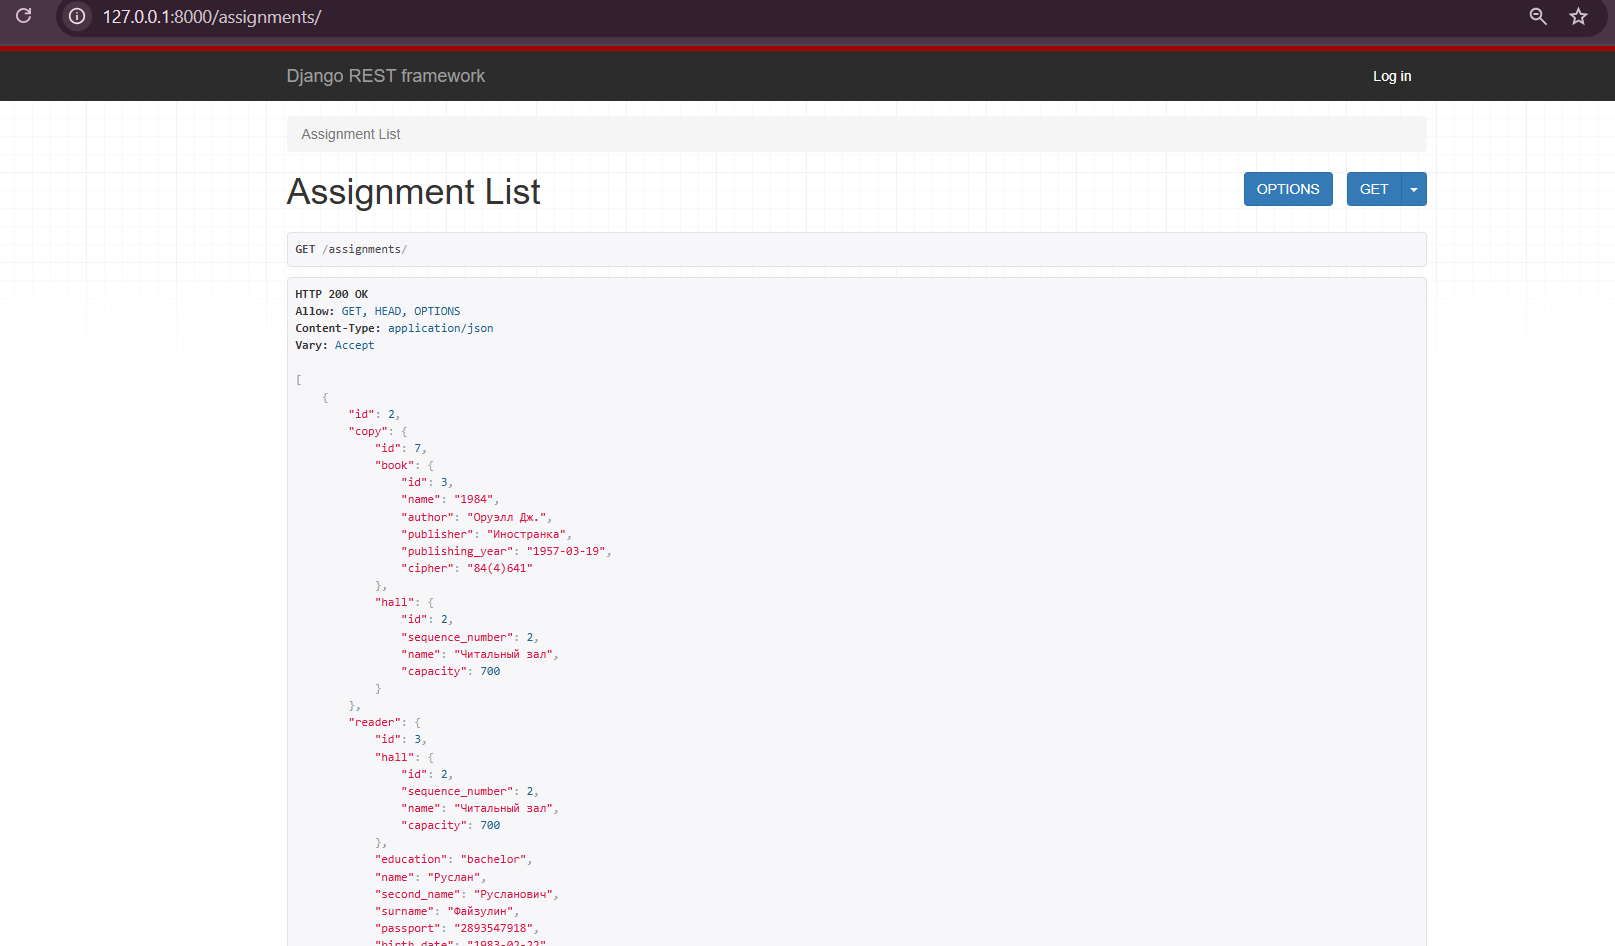 127.0.0.1:8000/assignments/
Django REST framework
Log in
Assignment List
Assignment List
OPTIONS
GET
GET /assignments/
HTTP 200 OK
Allow: GET, HEAD, OPTIONS
Content-Type: application/json
Vary: Accept
[
{
"id": 2,
"copy": {
"id": 7,
"book": {
"id": 3,
"name": "1984",
"author": "Оруэлл Дж.",
"publisher": "Иностранка",
"publishing_year": "1957-03-19",
"cipher": "84(4)641"
},
"hall": {
"id": 2,
"sequence_number": 2,
"name": "Читальный зал",
"capacity": 700
}
},
"reader": {
"id": 3,
"hall": {
"id": 2,
"sequence_number": 2,
"name": "Читальный зал",
"capacity": 700
},
"education": "bachelor",
"name": "Руслан",
"second_name": "Русланович",
"surname": "Файзулин",
"passport": "2893547918",
"birth_date": "1983-02-22"